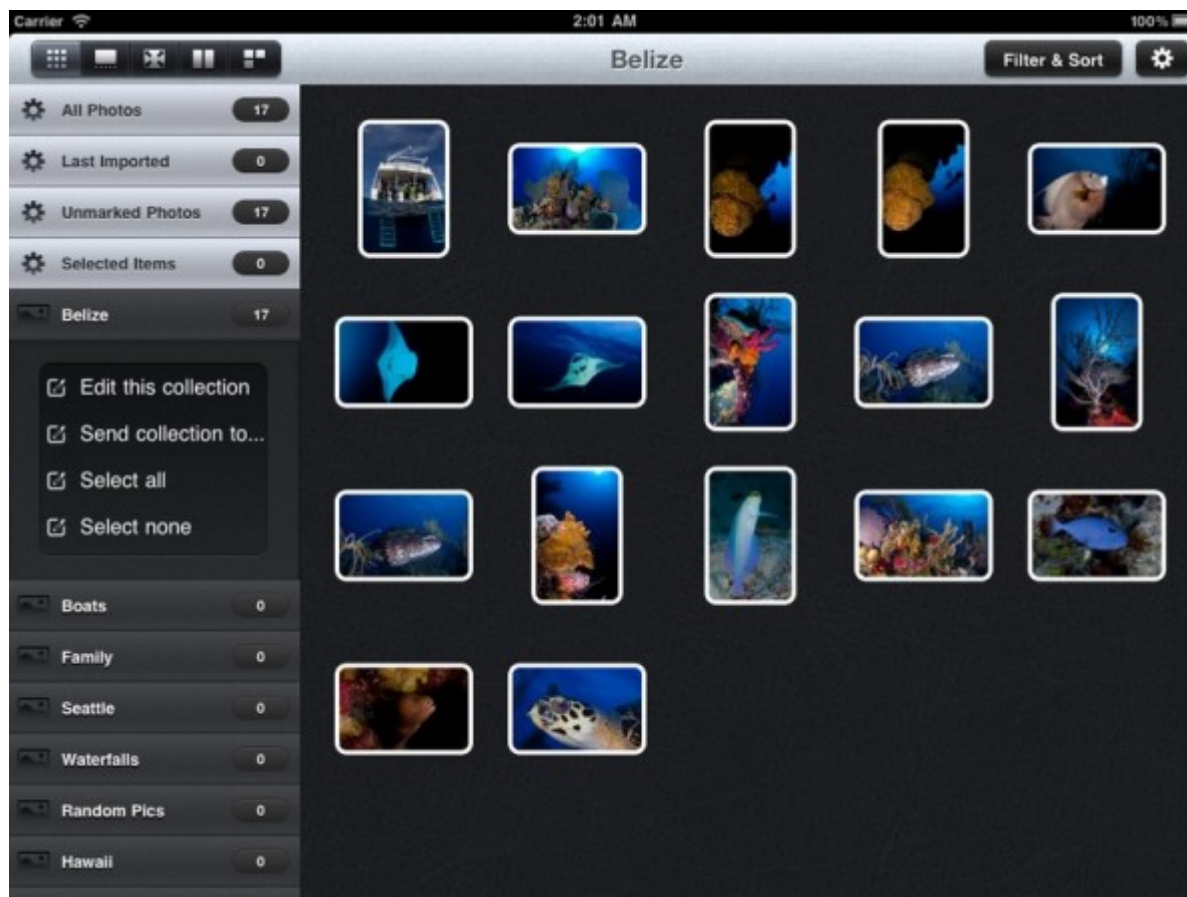 Carrier 2:01 AM 100%
Belize Filter & Sort
All Photos 17
Last Imported 0
Unmarked Photos 17
Selected Items 0
Belize 17
Edit this collection
Send collection to...
Select all
Select none
Boats 0
Family 0
Seattle 0
Waterfalls 0
Random Pics 0
Hawaii 0